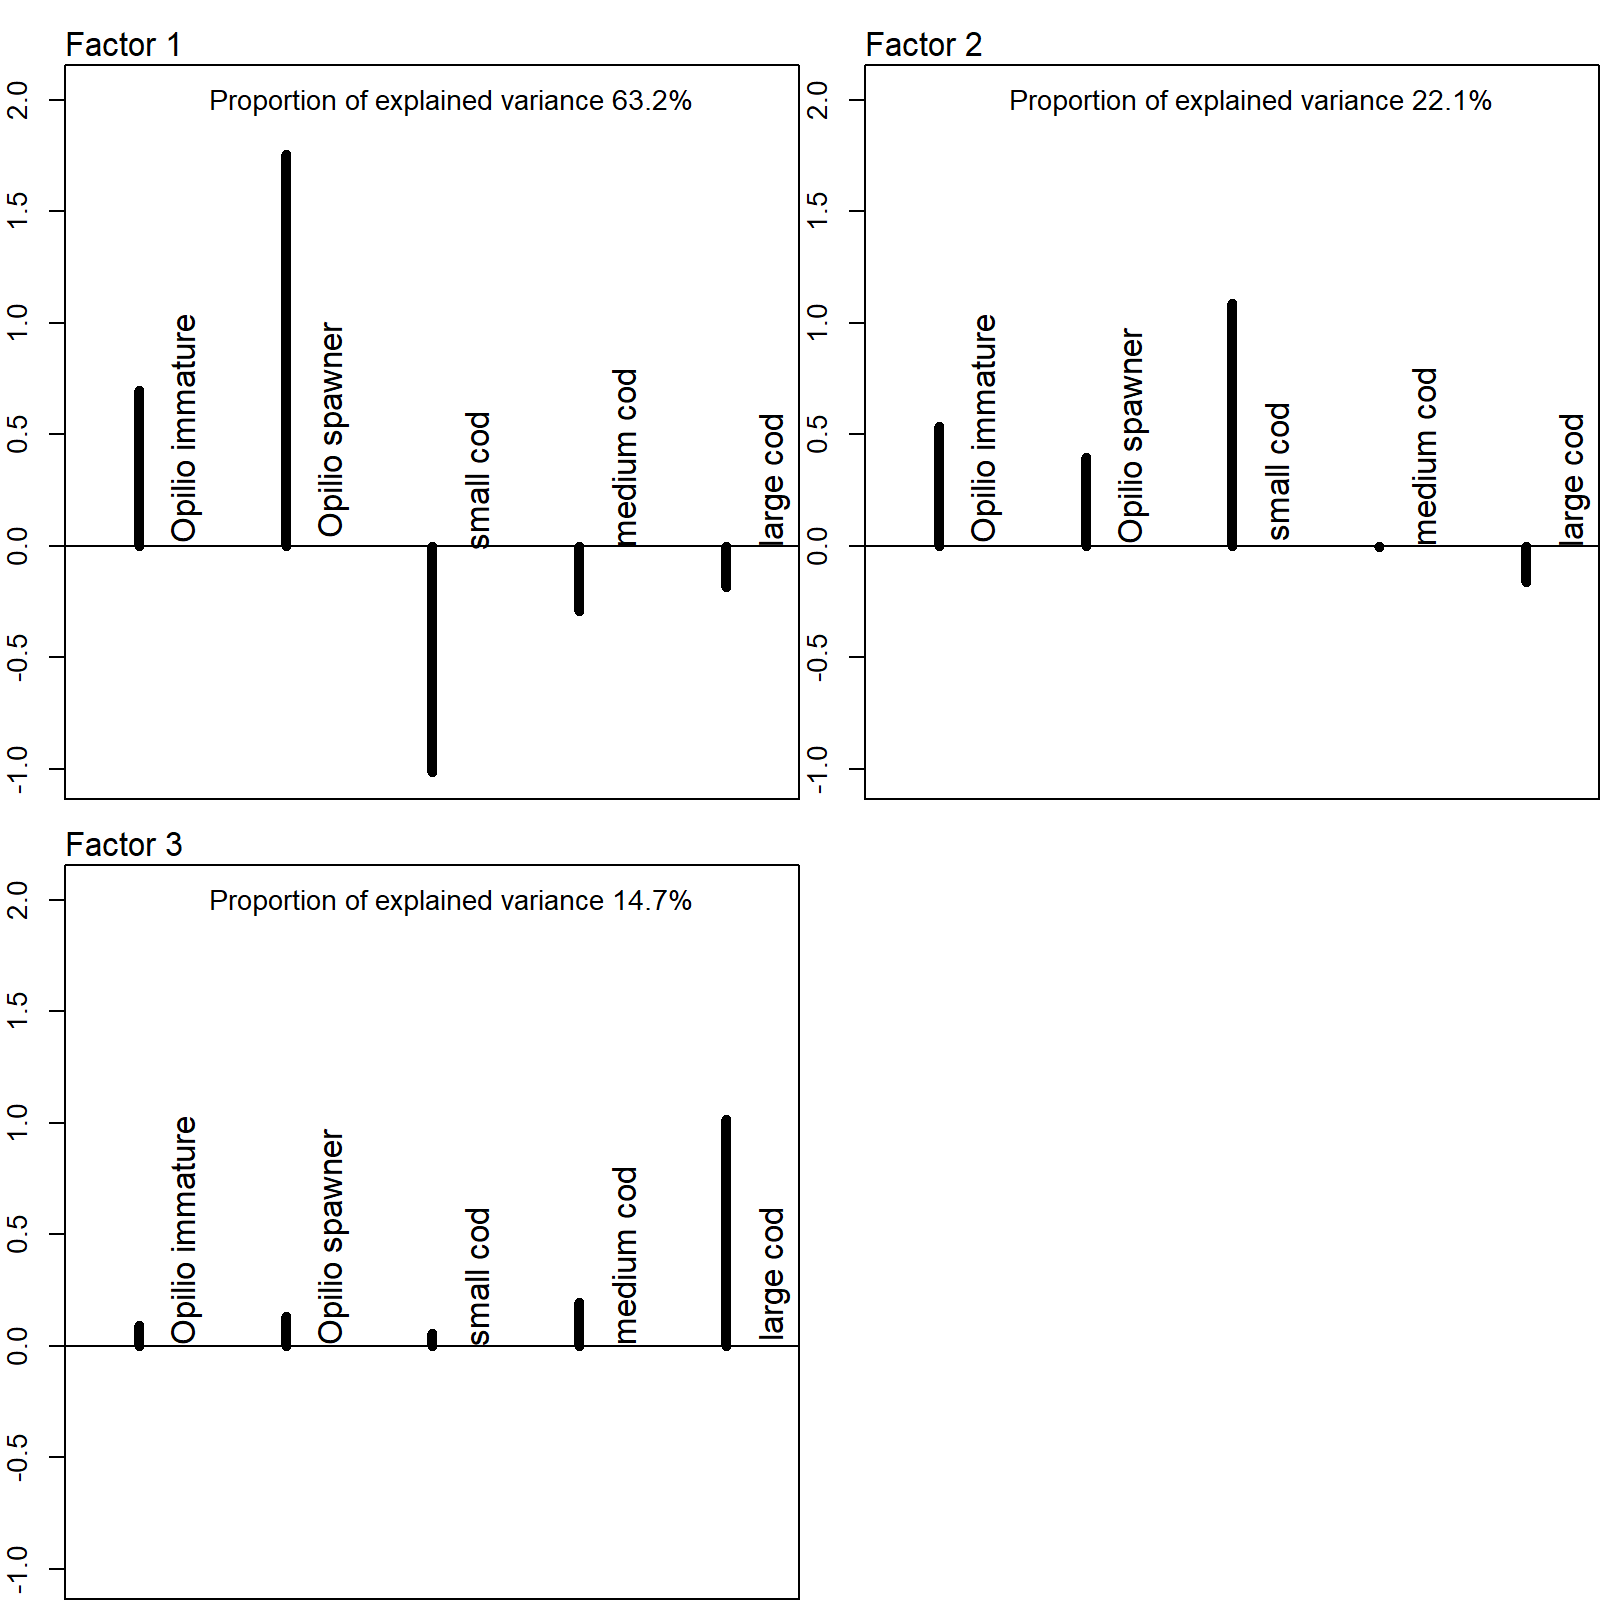 Factor 1
Proportion of explained variance 63.2%
2.0
1.5
1.0
0.5
0.0
-0.5
-1.0
Opilio immature
Opilio spawner
small cod
medium cod
large cod
Factor 2
Proportion of explained variance 22.1%
2.0
1.5
1.0
0.5
0.0
-0.5
-1.0
Opilio immature
Opilio spawner
small cod
medium cod
large cod
Factor 3
Proportion of explained variance 14.7%
2.0
1.5
1.0
0.5
0.0
-0.5
-1.0
Opilio immature
Opilio spawner
small cod
medium cod
large cod